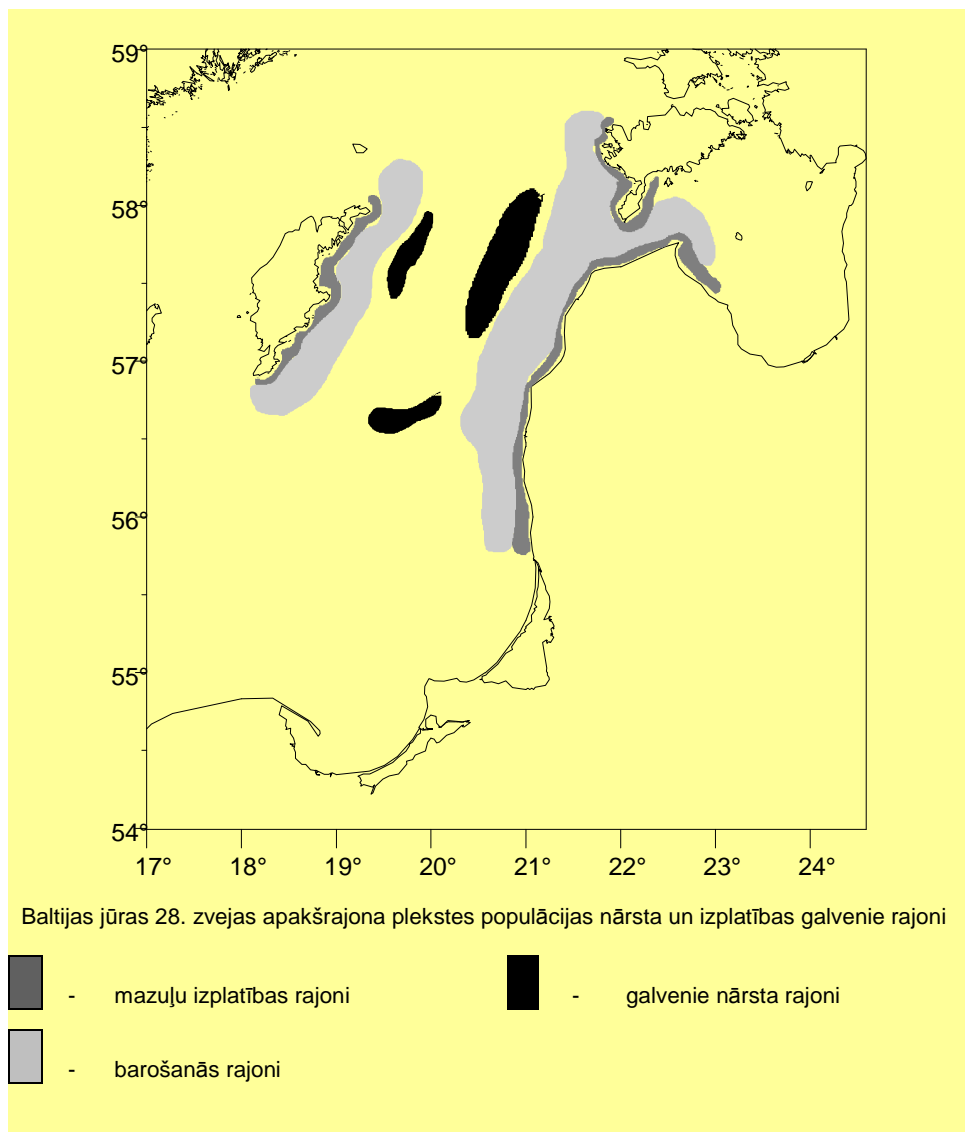 59°
58°
57°
56°
55°
54°
17° 18° 19° 20° 21° 22° 23° 24°
Baltijas jūras 28. zvejas apakšrajona plekstes populācijas nārsta un izplatības galvenie rajoni
- mazuļu izplatības rajoni
- galvenie nārsta rajoni
- barošanās rajoni